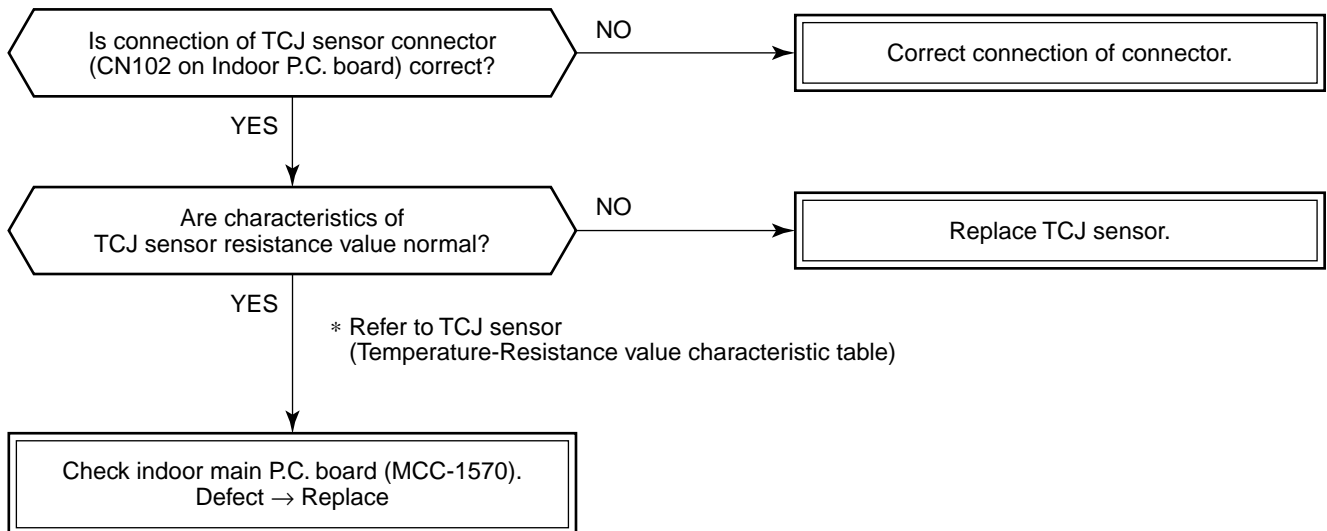 Is connection of TCJ sensor connector
(CN102 on Indoor P.C. board) correct?
NO
Correct connection of connector.
YES
Are characteristics of
TCJ sensor resistance value normal?
NO
Replace TCJ sensor.
YES
* Refer to TCJ sensor
(Temperature-Resistance value characteristic table)
Check indoor main P.C. board (MCC-1570).
Defect → Replace